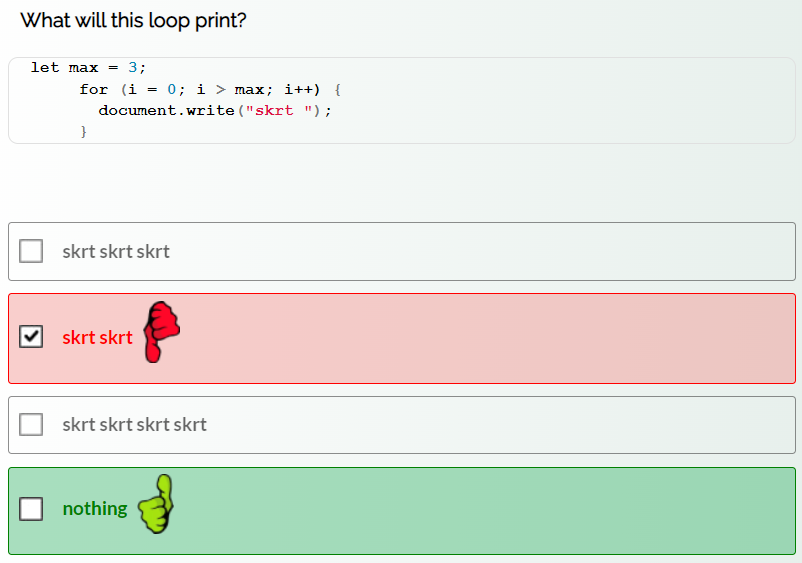 What will this loop print?
let max = 3;
for (i = 0; i > max; i++) {
document.write("skrt ");
}
skrt skrt skrt
skrt skrt
skrt skrt skrt skrt
nothing